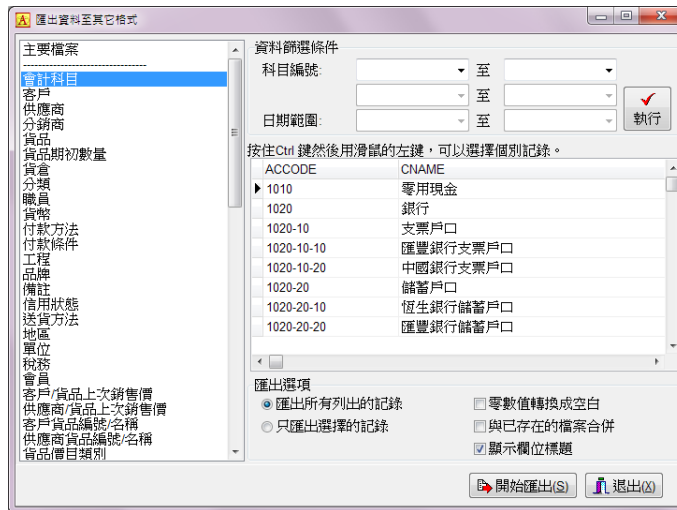 匯出資料至其它格式
主要檔案
--------------------------------
會計科目
客戶
供應商
分銷商
貨品
貨品期初數量
貨倉
分類
職員
貨幣
付款方法
付款條件
工程
品牌
備註
信用狀態
送貨方法
地區
單位
稅務
會員
客戶/貨品上次銷售價
供應商/貨品上次銷售價
客戶貨品編號/名稱
供應商貨品編號/名稱
貨品價目類別
資料篩選條件
科目編號: 至
至
日期範圍: 至
執行
按住Ctrl 鍵然後用滑鼠的左鍵，可以選擇個別記錄。
ACCODE CNAME
1010 零用現金
1020 銀行
1020-10 支票戶口
1020-10-10 匯豐銀行支票戶口
1020-10-20 中國銀行支票戶口
1020-20 儲蓄戶口
1020-20-10 恆生銀行儲蓄戶口
1020-20-20 匯豐銀行儲蓄戶口
匯出選項
匯出所有列出的記錄 零數值轉換成空白
只匯出選擇的記錄 與已存在的檔案合併
顯示欄位標題
開始匯出(S) 退出(X)